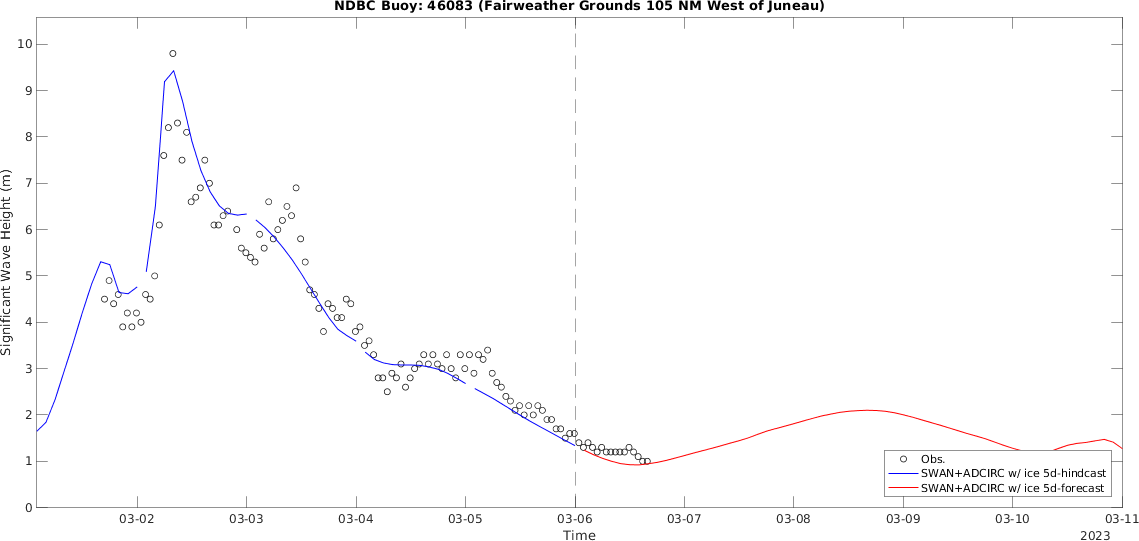 NDBC Buoy: 46083 (Fairweather Grounds 105 NM West of Juneau)
Significant Wave Height (m)
10
9
8
7
6
5
4
3
2
1
0
Obs.
SWAN+ADCIRC w/ ice 5d-hindcast
SWAN+ADCIRC w/ ice 5d-forecast
03-02 03-03 03-04 03-05 03-06 03-07 03-08 03-09 03-10 03-11
Time
2023